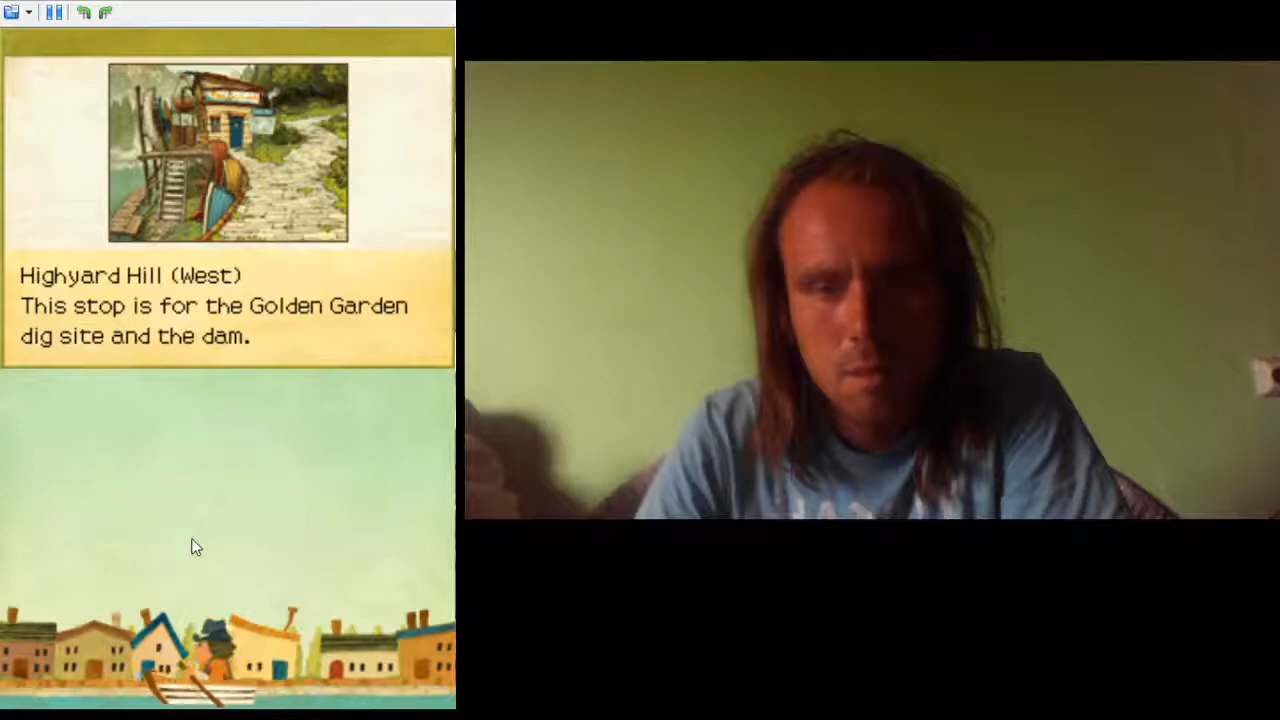 Highyard Hill (West)
This stop is for the Golden Garden
dig site and the dam.